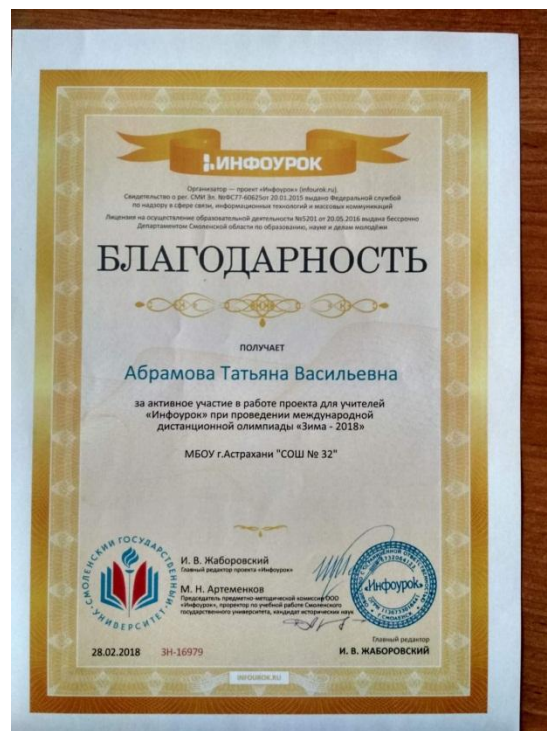 ИНФОУРОК
Организатор — проект «Инфоурок» (infourok.ru).
Свидетельство о рег. СМИ Эл. №ФС77-60625от 20.01.2015 выдано Федеральной службой
по надзору в сфере связи, информационных технологий и массовых коммуникаций
Лицензия на осуществление образовательной деятельности №5201 от 20.05.2016 выдана бессрочно
Департаментом Смоленской области по образованию, науке и делам молодёжи
БЛАГОДАРНОСТЬ
ПОЛУЧАЕТ
Абрамова Татьяна Васильевна
за активное участие в работе проекта для учителей
«Инфоурок» при проведении международной
дистанционной олимпиады «Зима - 2018»
МБОУ г.Астрахани "СОШ № 32"
СМОЛЕНСКИЙ ГОСУДАРСТВЕННЫЙ УНИВЕРСИТЕТ
И. В. Жаборовский
Главный редактор проекта «Инфоурок»
М. Н. Артеменков
Председатель предметно-методической комиссии ООО
«Инфоурок», проректор по учебной работе Смоленского
государственного университета, кандидат исторических наук
«Инфоурок»
Г.СМОЛЕНСК
Главный редактор
И. В. ЖАБОРОВСКИЙ
28.02.2018 ЗН-16979
INFOUROK.RU